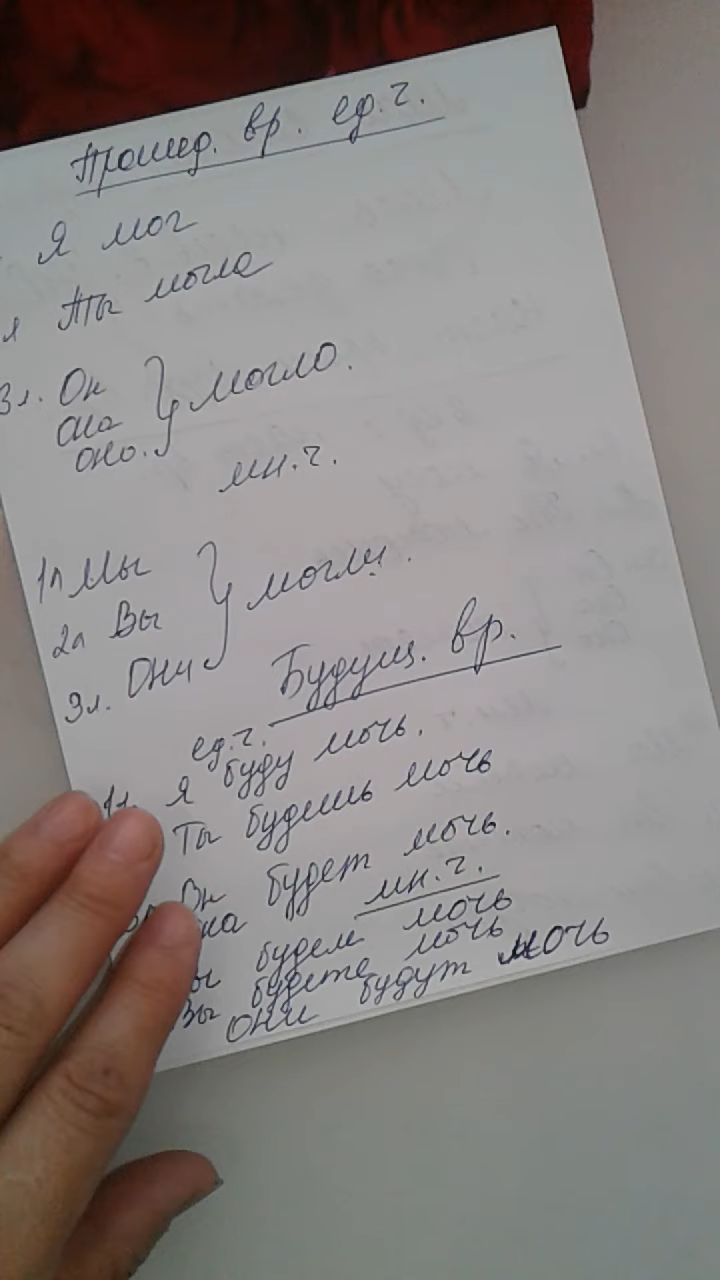 Прошед. вр. ед.ч.
Я мог
л Ты могла
3л. Он
она } могло.
оно.
мн.ч.
1л Мы
2л Вы } могли.
3л. Они
Будущ. вр.
ед.ч.
1л. Я буду мочь.
Ты будешь мочь
Он будет мочь.
на
мн.ч.
ы будем мочь
Вы будете мочь
Они будут мочь